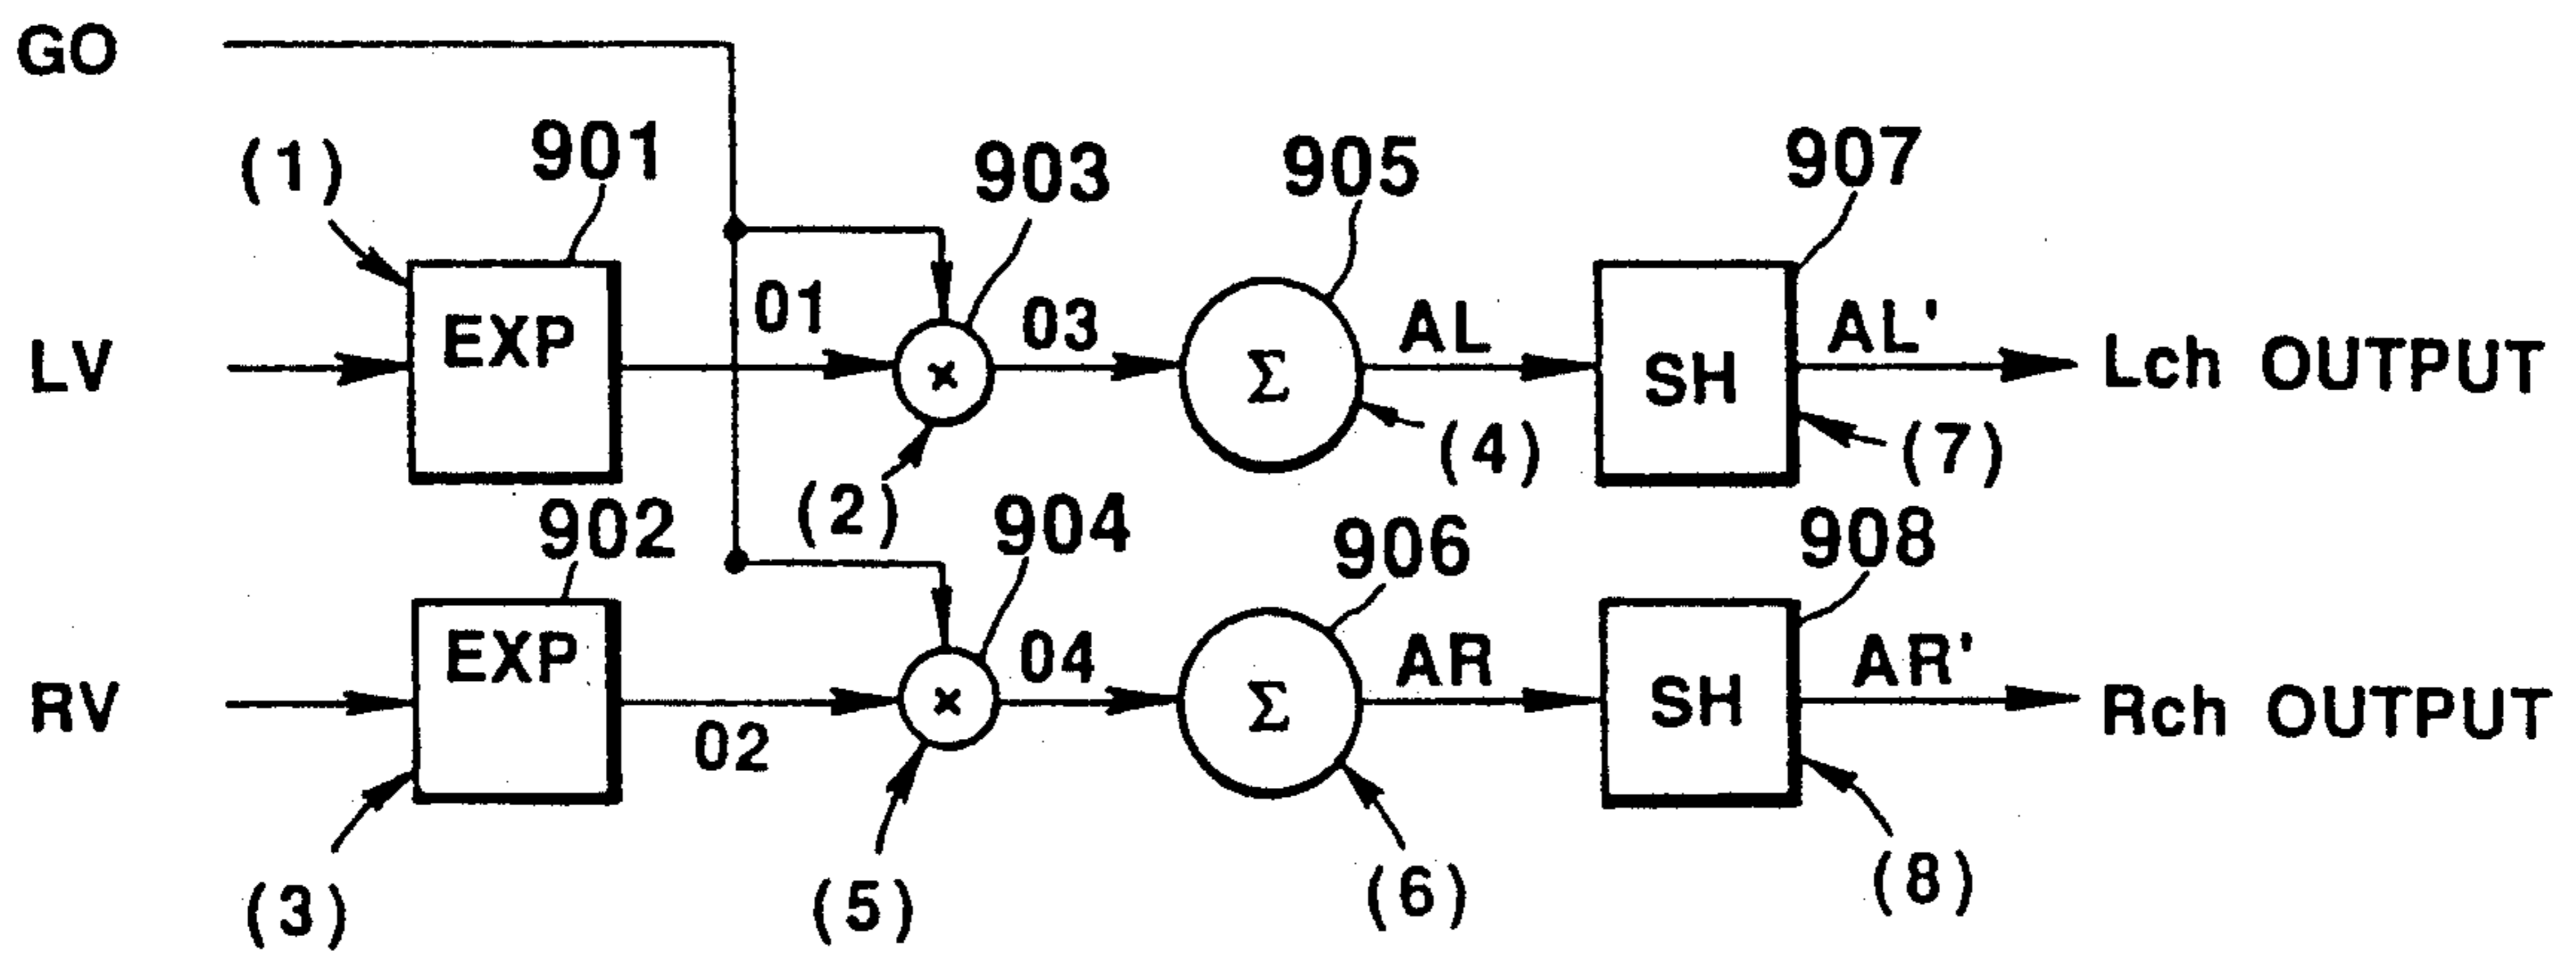 GO
(1)
901
903
905
907
LV
EXP
01
×
03
Σ
AL
SH
AL'
Lch OUTPUT
(2)
(4)
(7)
902
904
906
908
RV
EXP
02
×
04
Σ
AR
SH
AR'
Rch OUTPUT
(3)
(5)
(6)
(8)